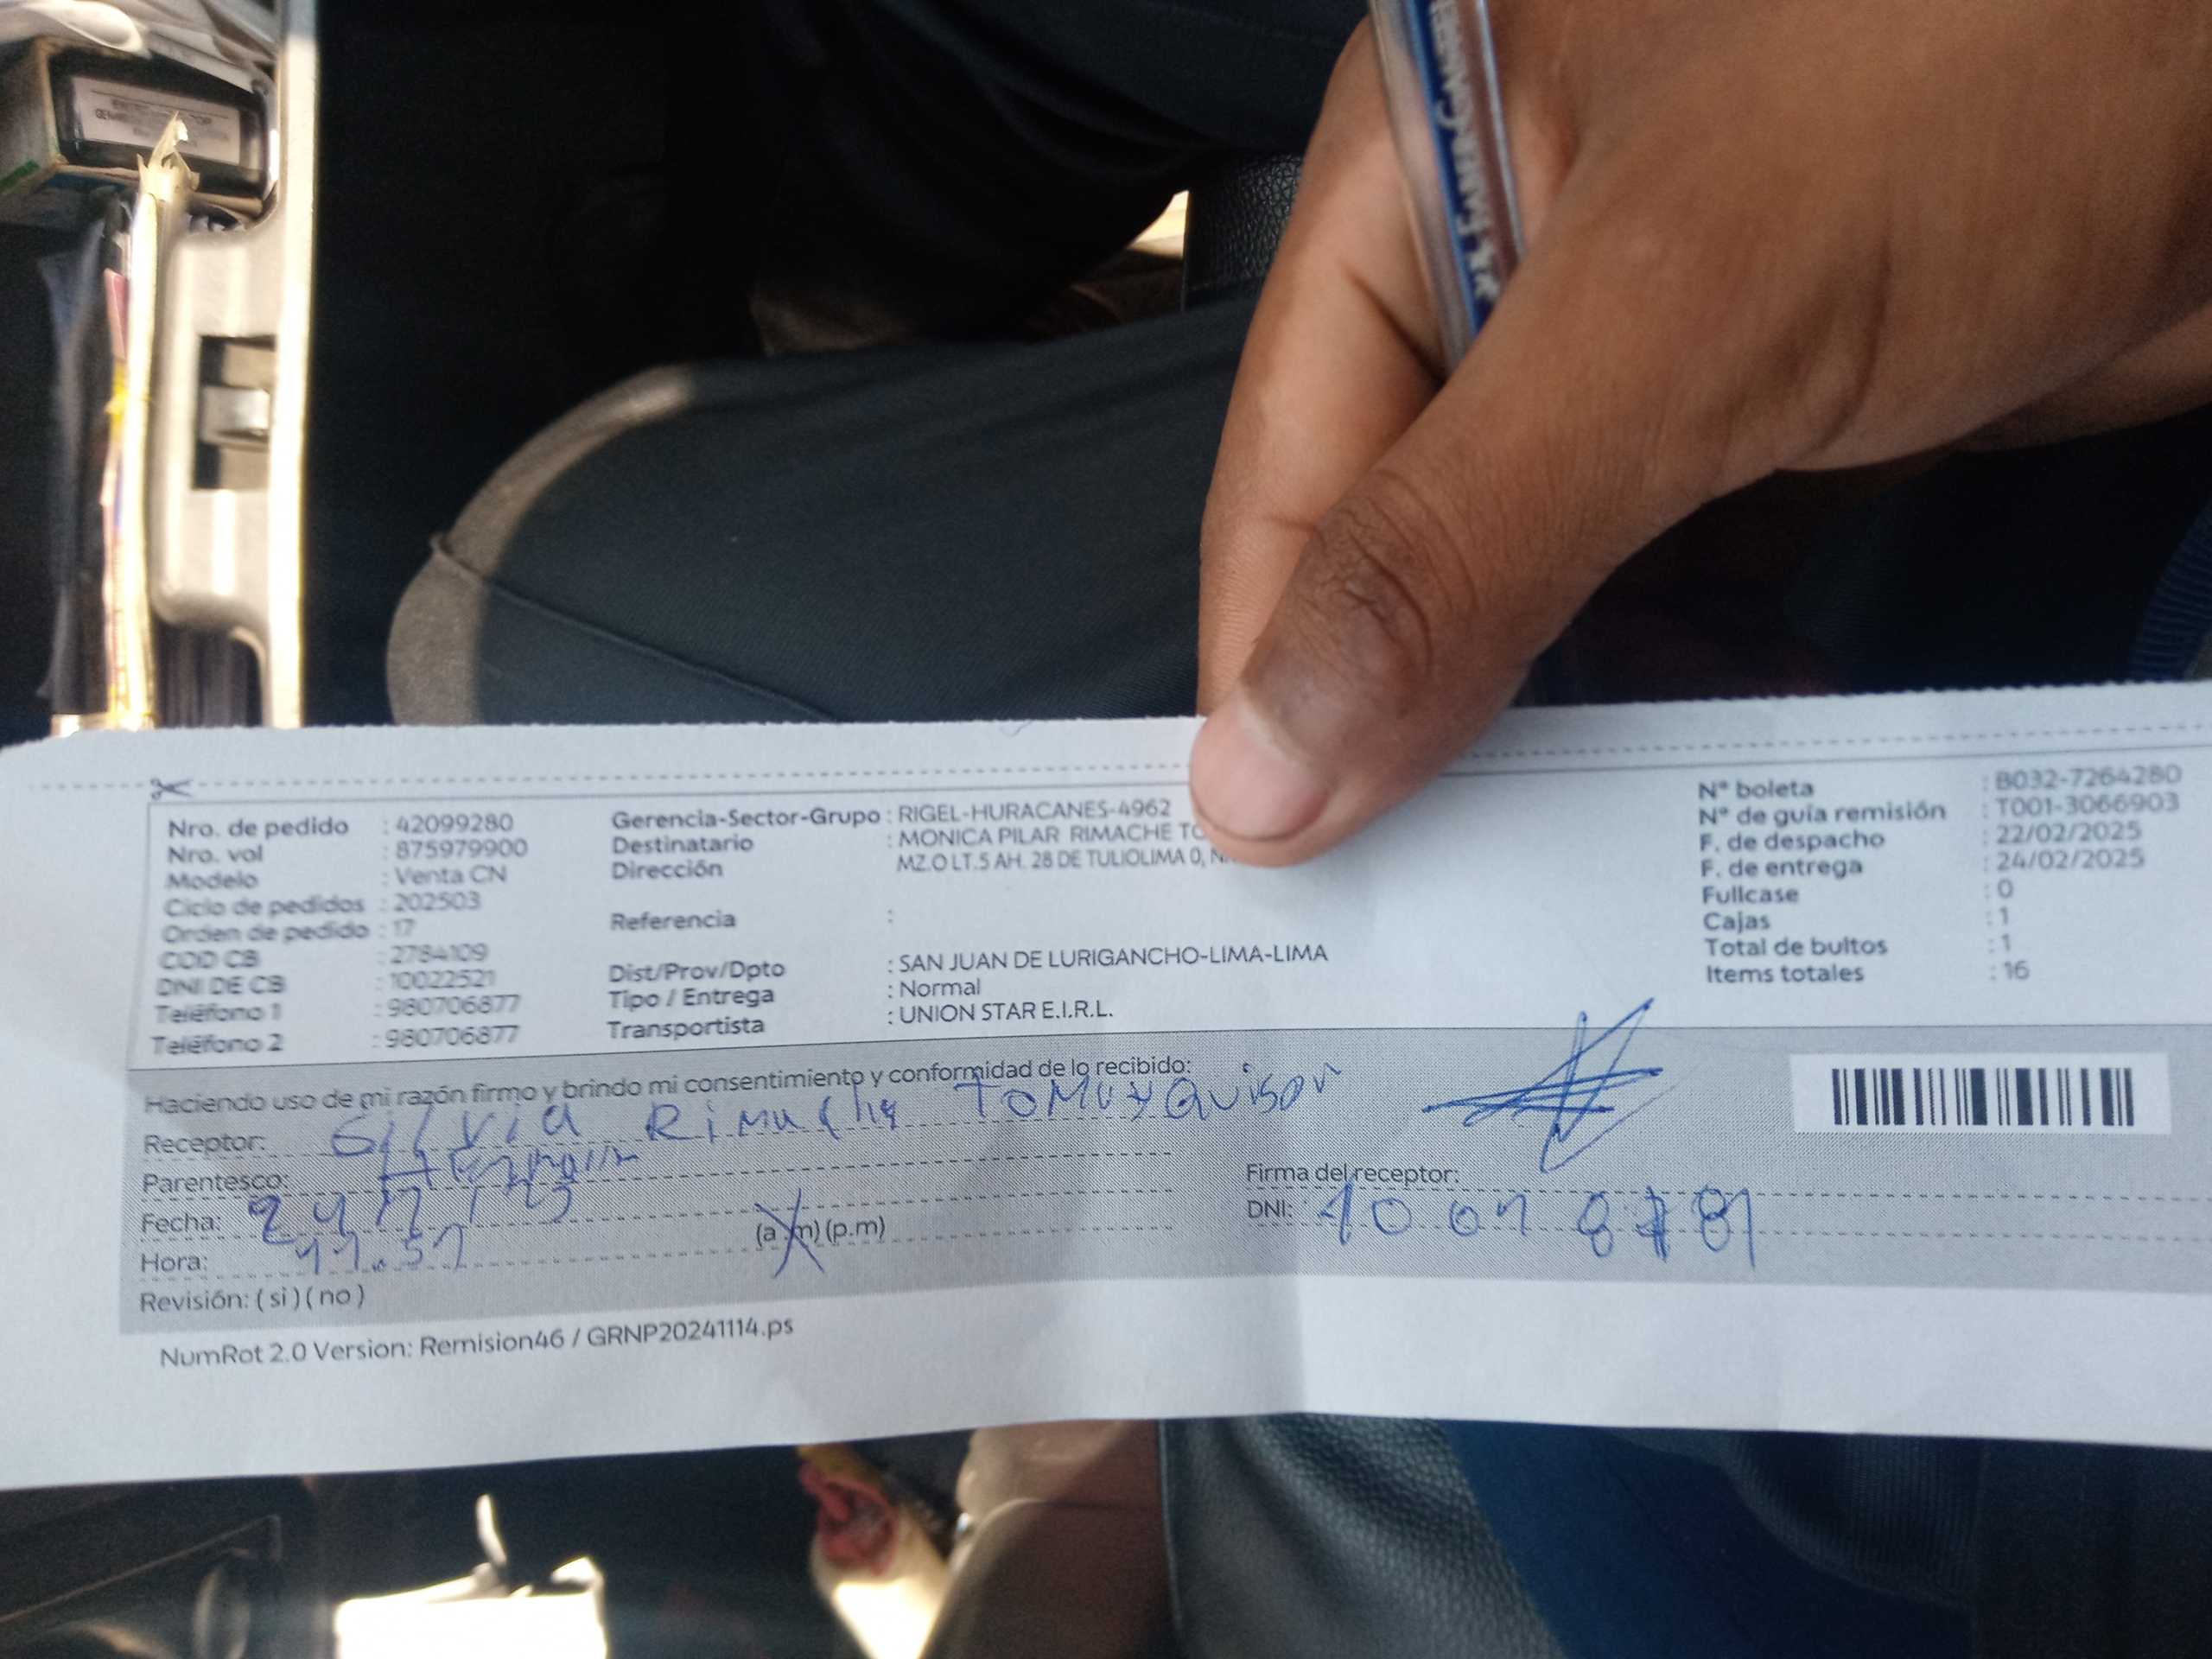 Nro. de pedido : 42099280
Nro. vol : 875979900
Modelo : Venta CN
Ciclo de pedidos : 202503
Orden de pedido : 17
COD CB : 2784109
DNI DE CB : 10022521
Teléfono 1 : 980706877
Teléfono 2 : 980706877
Gerencia-Sector-Grupo : RIGEL-HURACANES-4962
Destinatario : MONICA PILAR RIMACHE TO
Dirección MZ.O LT.5 AH. 28 DE TULIOLIMA 0,
Referencia :
Dist/Prov/Dpto : SAN JUAN DE LURIGANCHO-LIMA-LIMA
Tipo / Entrega : Normal
Transportista : UNION STAR E.I.R.L.
N° boleta : B032-7264280
N° de guía remisión : T001-3066903
F. de despacho : 22/02/2025
F. de entrega : 24/02/2025
Fullcase : 0
Cajas : 1
Total de bultos : 1
Items totales : 16
Haciendo uso de mi razón firmo y brindo mi consentimiento y conformidad de lo recibido:
Receptor: Silvia Rimache
Parentesco:
Fecha:
Hora: 11.51 (a.m) (p.m)
Revisión: ( si ) ( no )
Firma del receptor:
DNI:
NumRot 2.0 Version: Remision46 / GRNP20241114.ps